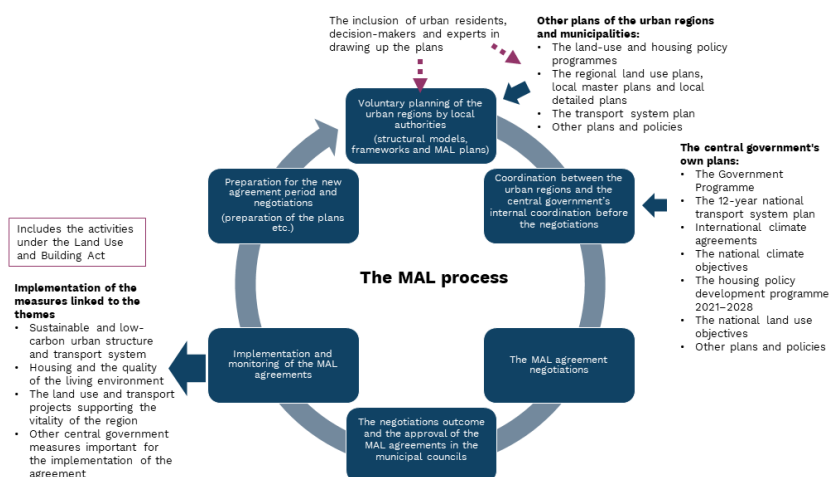 The inclusion of urban residents,
decision-makers and experts in
drawing up the plans
Other plans of the urban regions
and municipalities:
• The land-use and housing policy
programmes
• The regional land use plans,
local master plans and local
detailed plans
• The transport system plan
• Other plans and policies
Voluntary planning of the
urban regions by local
authorities
(structural models,
frameworks and MAL plans)
The central government's
own plans:
• The Government
Programme
• The 12-year national
transport system plan
• International climate
agreements
• The national climate
objectives
• The housing policy
development programme
2021–2028
• The national land use
objectives
• Other plans and policies
Coordination between the
urban regions and the
central government's
internal coordination before
the negotiations
Preparation for the new
agreement period and
negotiations
(preparation of the plans
etc.)
Includes the activities
under the Land Use
and Building Act
The MAL process
Implementation of the
measures linked to the
themes
• Sustainable and low-
carbon urban structure
and transport system
• Housing and the quality
of the living environment
• The land use and transport
projects supporting the
vitality of the region
• Other central government
measures important for
the implementation of the
agreement
Implementation and
monitoring of the MAL
agreements
The MAL agreement
negotiations
The negotiations outcome
and the approval of the
MAL agreements in the
municipal councils